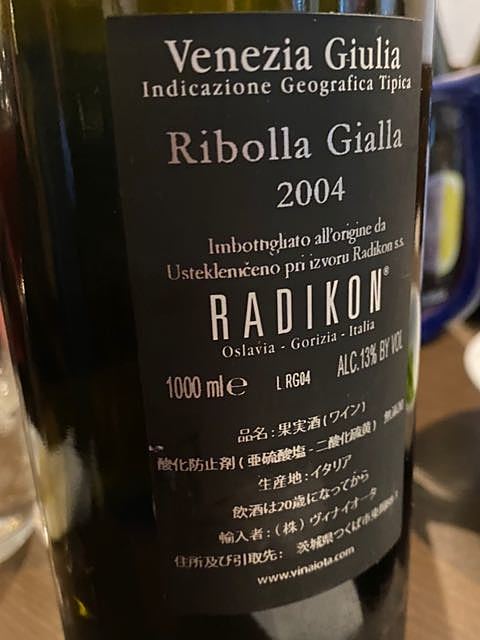 Venezia Giulia
Indicazione Geografica Tipica
Ribolla Gialla
2004
Imbottigliato all'origine da
Ustekleničeno pri izvoru Radikon s.s.
RADIKON®
Oslavia - Gorizia - Italia
1000 ml e L RG04 ALC.13% BY VOL
品名:果実酒(ワイン)
酸化防止剤(亜硫酸塩-二酸化硫黄)
生産地:イタリア
飲酒は20歳になってから
輸入者:(株)ヴィナイオータ
住所及び引取先: 茨城県つくば市
www.vinaiota.com